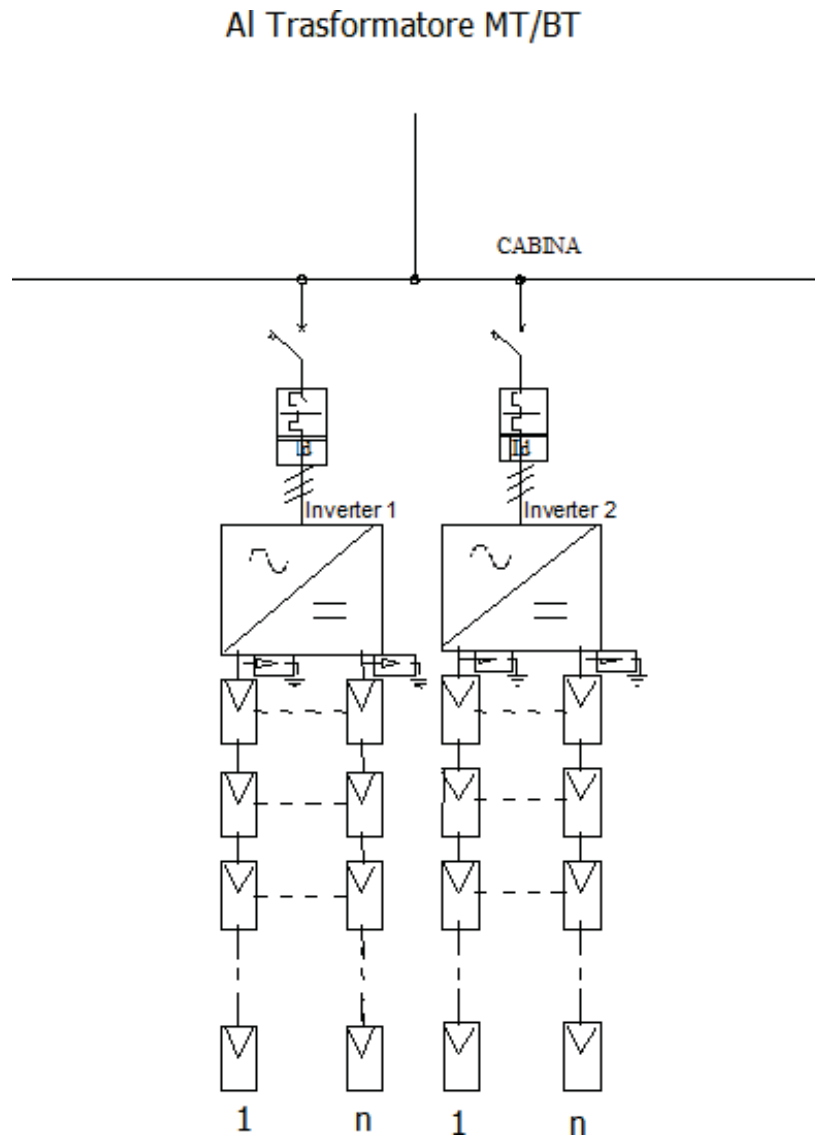 Al Trasformatore MT/BT
CABINA
Id
Id
Inverter 1
Inverter 2
1
n
1
n